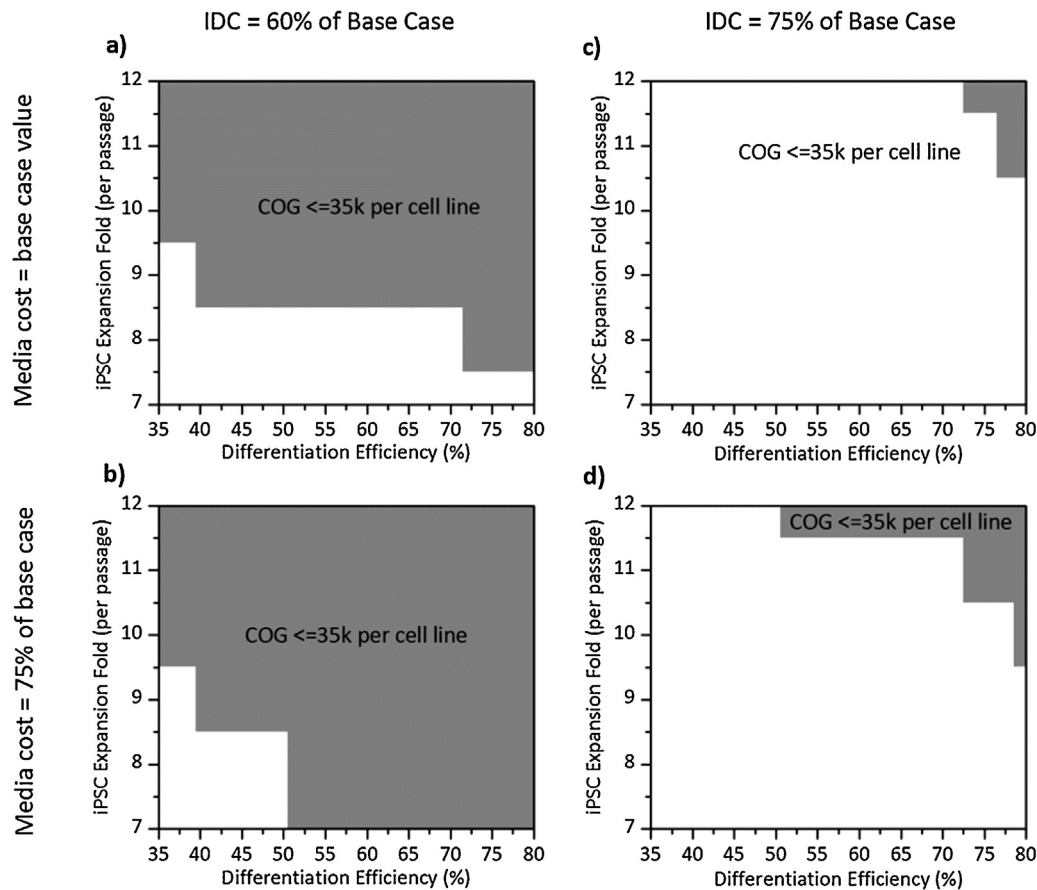 IDC = 60% of Base Case
IDC = 75% of Base Case
Media cost = base case value
a)
iPSC Expansion Fold (per passage)
12
11
10
9
8
7
COG <=35k per cell line
35 40 45 50 55 60 65 70 75 80
Differentiation Efficiency (%)
c)
iPSC Expansion Fold (per passage)
12
11
10
9
8
7
COG <=35k per cell line
35 40 45 50 55 60 65 70 75 80
Differentiation Efficiency (%)
Media cost = 75% of base case
b)
iPSC Expansion Fold (per passage)
12
11
10
9
8
7
COG <=35k per cell line
35 40 45 50 55 60 65 70 75 80
Differentiation Efficiency (%)
d)
iPSC Expansion Fold (per passage)
12
11
10
9
8
7
COG <=35k per cell line
35 40 45 50 55 60 65 70 75 80
Differentiation Efficiency (%)